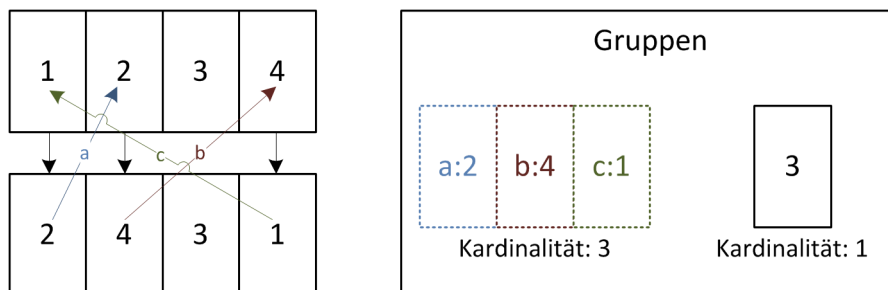 1 2 3 4
a c b
2 4 3 1
Gruppen
a:2 b:4 c:1
3
Kardinalität: 3
Kardinalität: 1